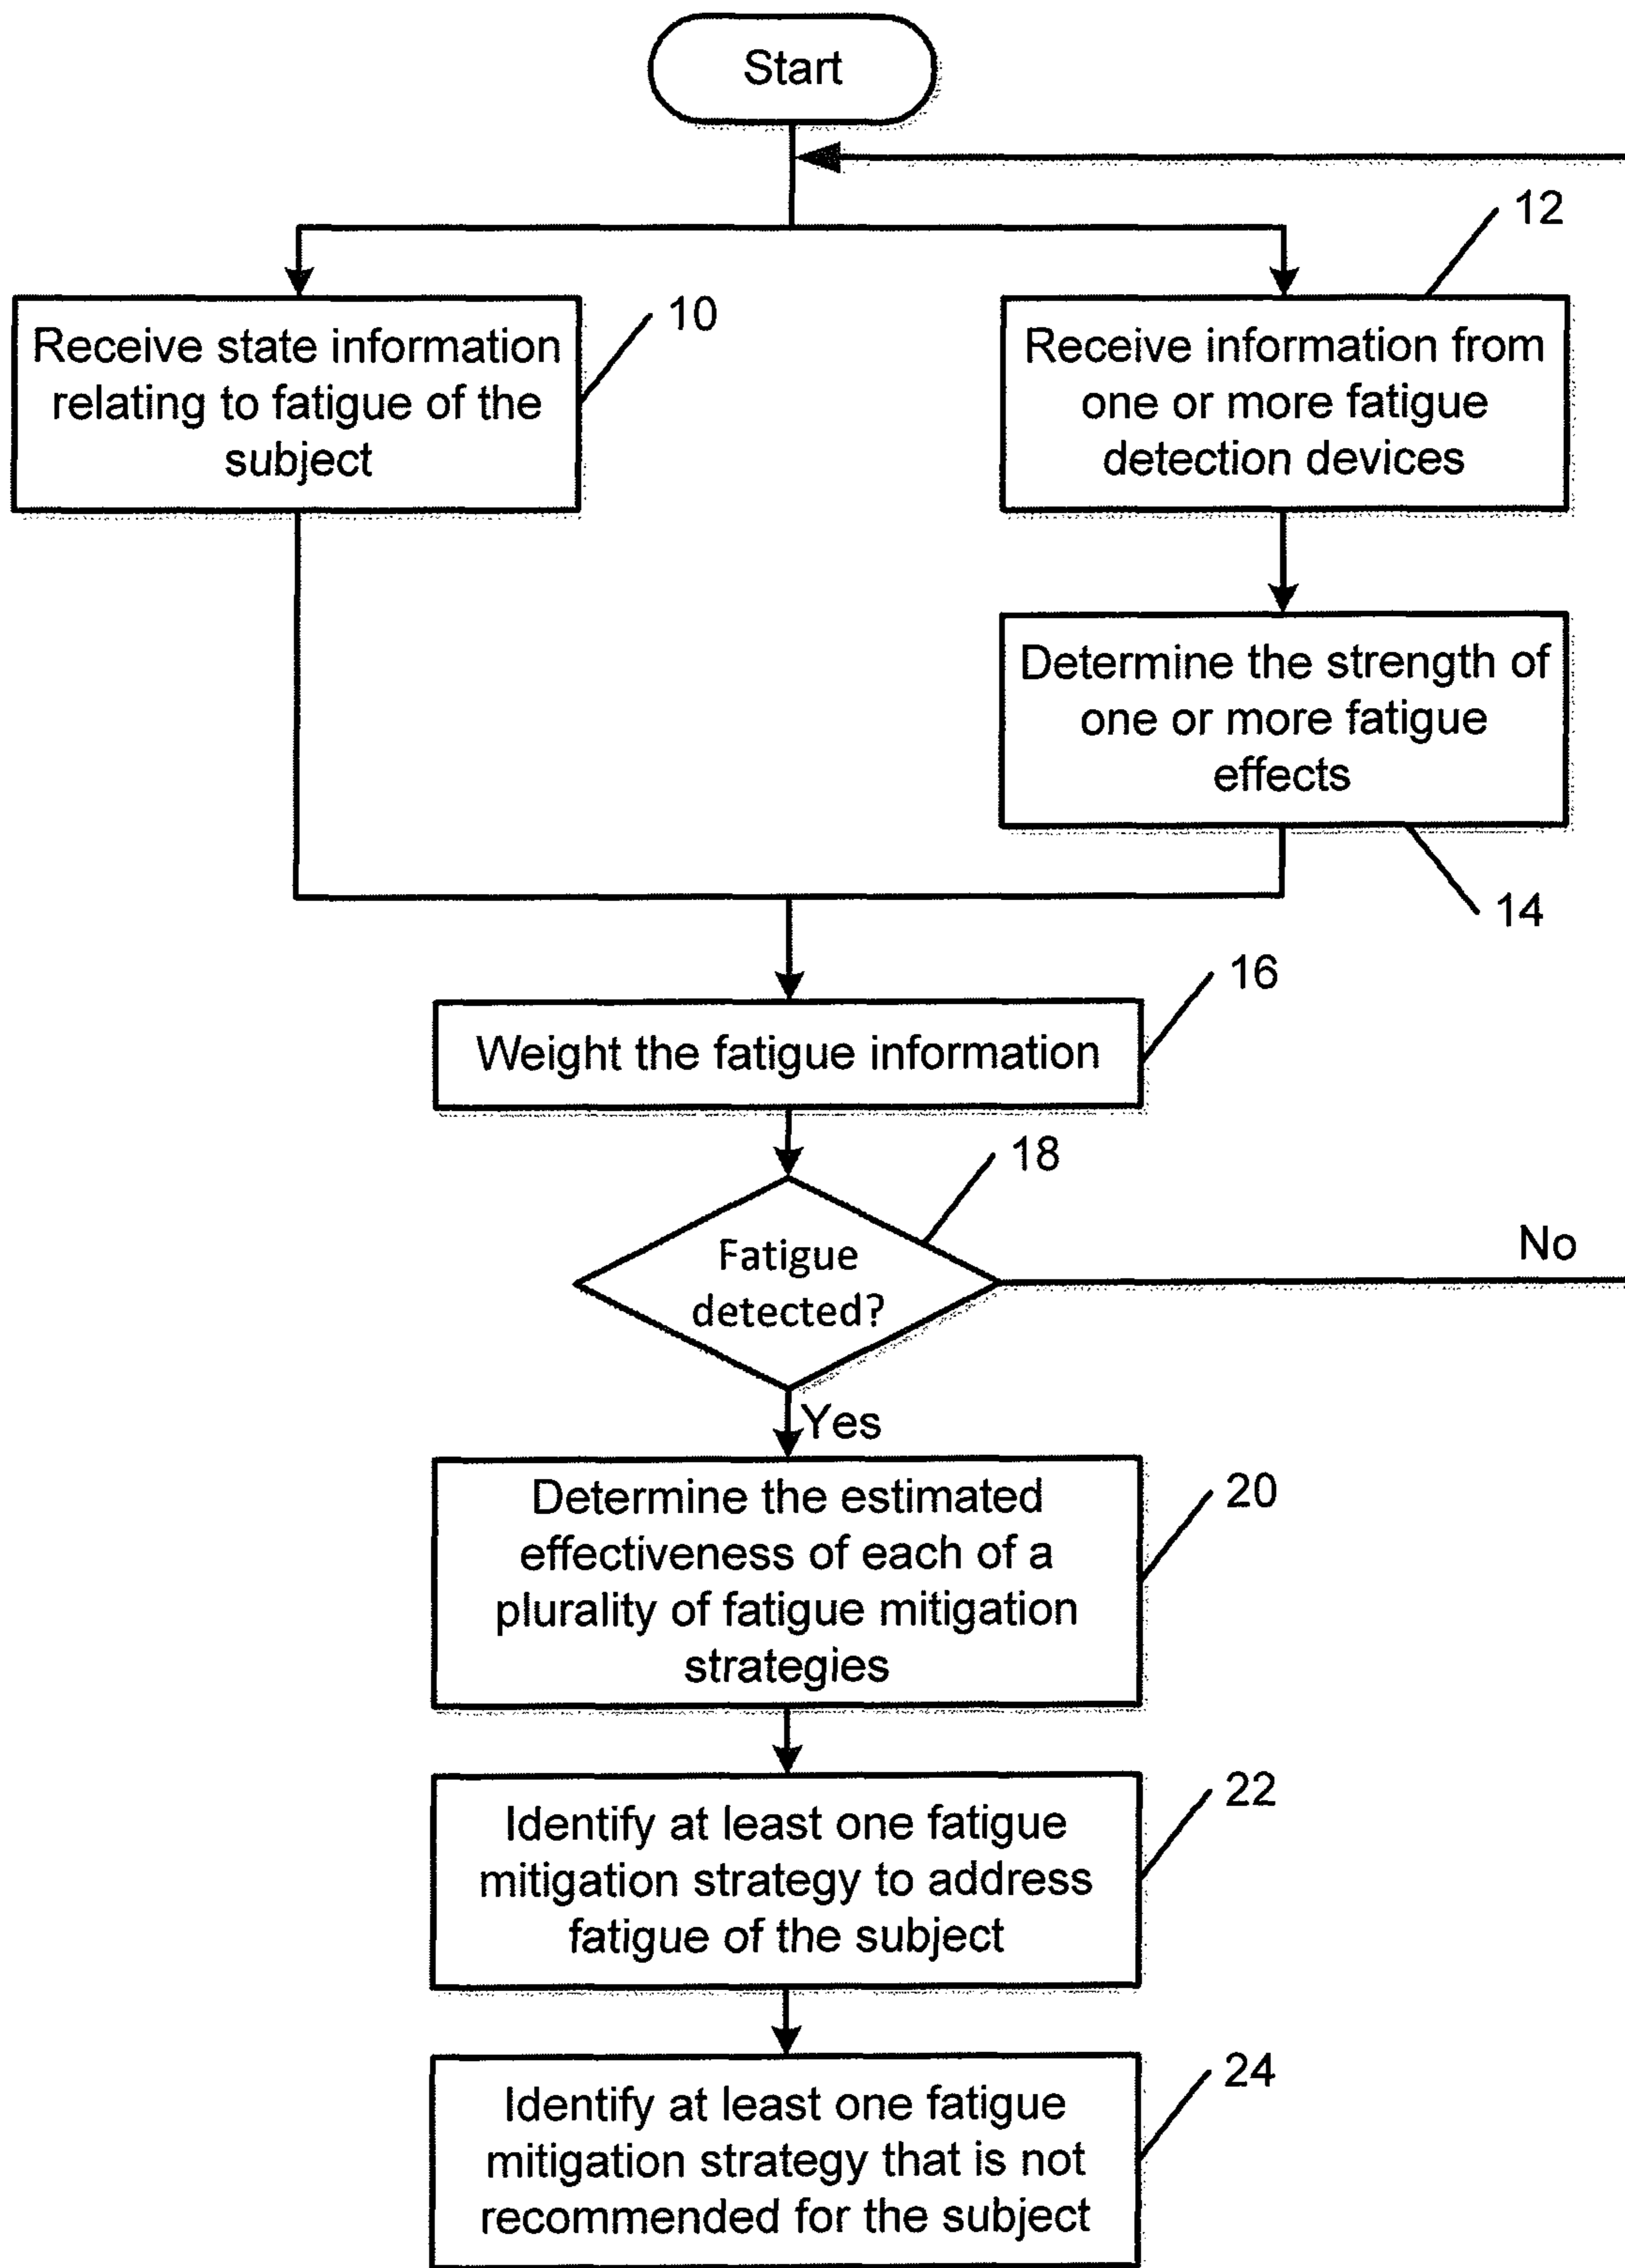 Start
12
10
Receive state information
relating to fatigue of the
subject
Receive information from
one or more fatigue
detection devices
Determine the strength of
one or more fatigue
effects
14
16
Weight the fatigue information
18
Fatigue
detected?
No
Yes
Determine the estimated
effectiveness of each of a
plurality of fatigue mitigation
strategies
20
Identify at least one fatigue
mitigation strategy to address
fatigue of the subject
22
Identify at least one fatigue
mitigation strategy that is not
recommended for the subject
24